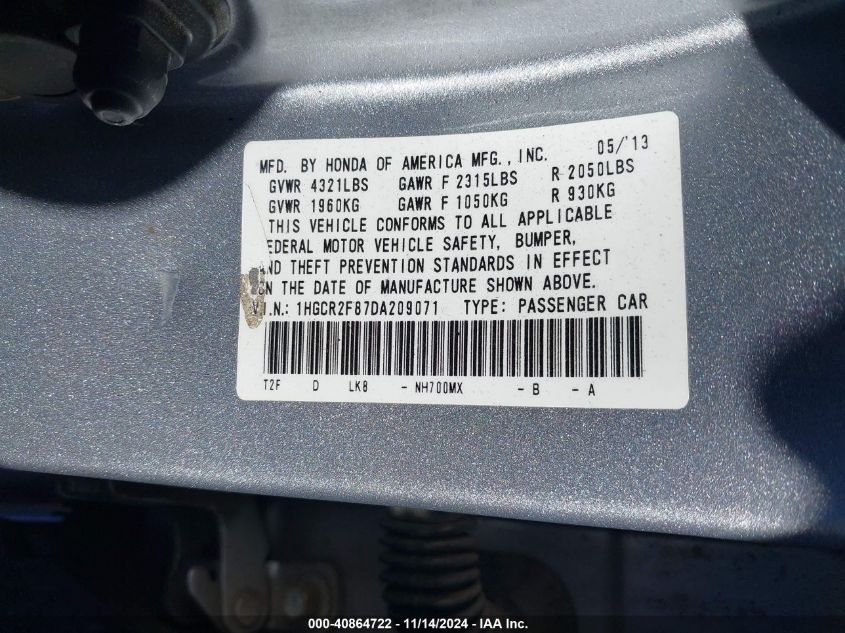 MFD. BY HONDA OF AMERICA MFG., INC. 05/'13
GVWR 4321LBS GAWR F 2315LBS R 2050LBS
GVWR 1960KG GAWR F 1050KG R 930KG
THIS VEHICLE CONFORMS TO ALL APPLICABLE
FEDERAL MOTOR VEHICLE SAFETY, BUMPER,
AND THEFT PREVENTION STANDARDS IN EFFECT
ON THE DATE OF MANUFACTURE SHOWN ABOVE.
V.I.N.: 1HGCR2F87DA209071 TYPE: PASSENGER CAR
T2F D LK8 - NH700MX - B - A
000-40864722 - 11/14/2024 - IAA Inc.